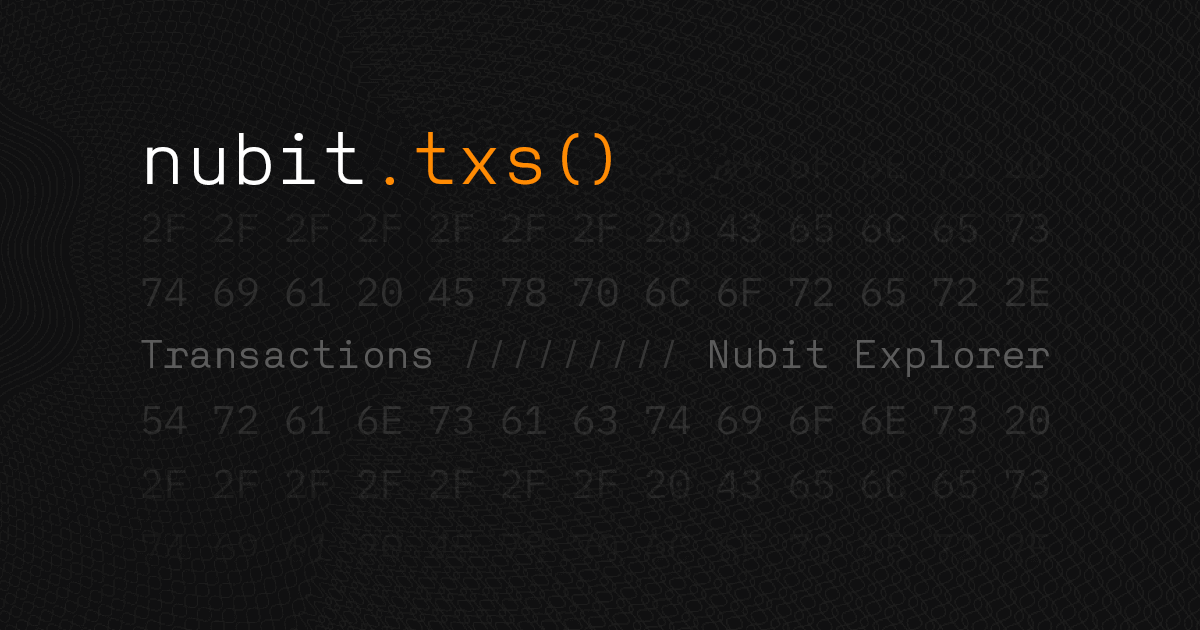 nubit.txs()
2F 2F 2F 2F 2F 2F 2F 20 43 65 6C 65 73
74 69 61 20 45 78 70 6C 6F 72 65 72 2E
Transactions ///////// Nubit Explorer
54 72 61 6E 73 61 63 74 69 6F 6E 73 20
2F 2F 2F 2F 2F 2F 2F 20 43 65 6C 65 73